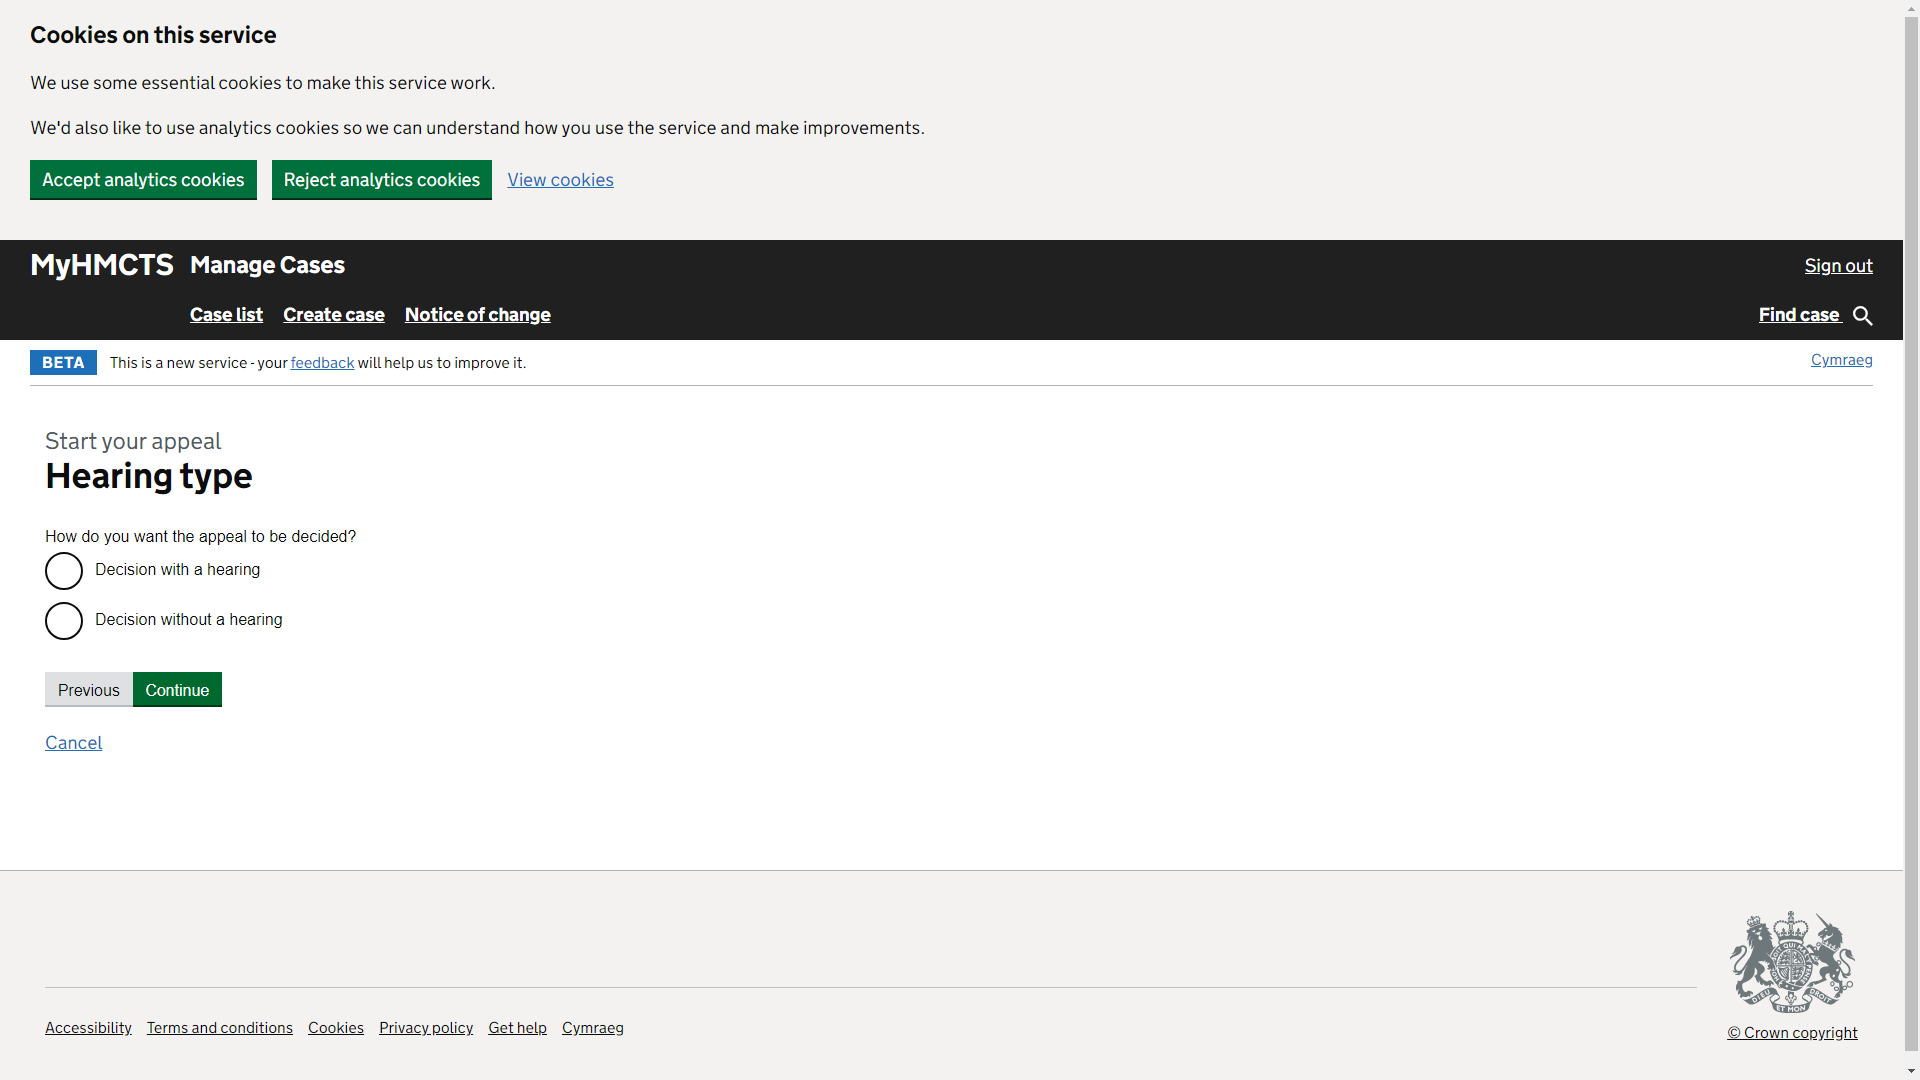 Cookies on this service
We use some essential cookies to make this service work.
We'd also like to use analytics cookies so we can understand how you use the service and make improvements.
Accept analytics cookies Reject analytics cookies View cookies
MyHMCTS Manage Cases Sign out
Case list Create case Notice of change Find case
BETA This is a new service - your feedback will help us to improve it. Cymraeg
Start your appeal
Hearing type
How do you want the appeal to be decided?
Decision with a hearing
Decision without a hearing
Previous Continue
Cancel
Accessibility Terms and conditions Cookies Privacy policy Get help Cymraeg
© Crown copyright